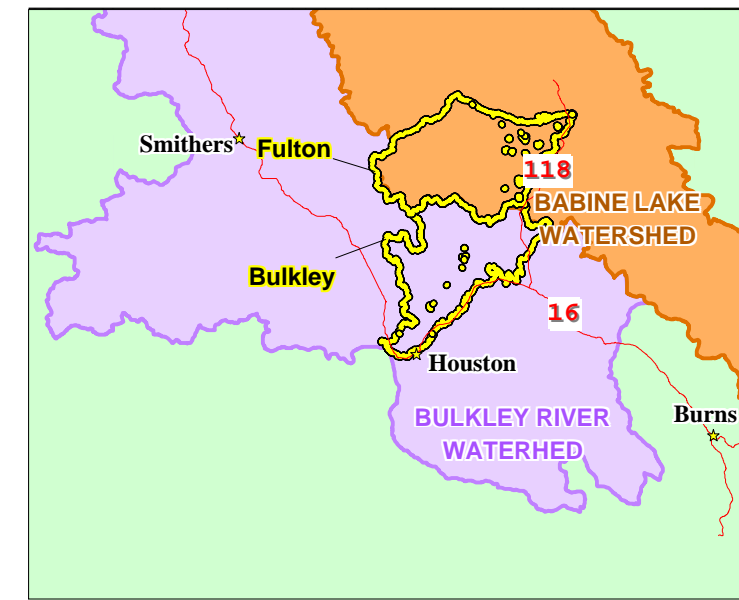 Smithers
Fulton
118
BABINE LAKE
WATERSHED
Bulkley
16
Houston
BULKLEY RIVER
WATERHED
Burns